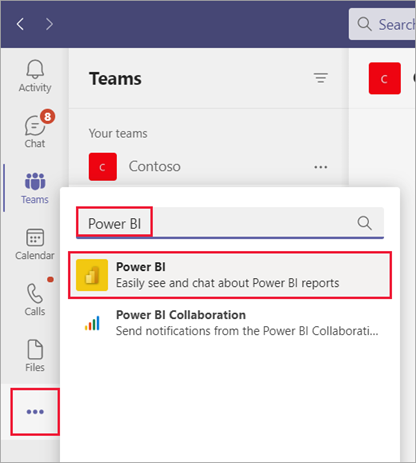 Search
Activity
8
Chat
Teams
Calendar
Calls
Files
Teams
Your teams
C
Contoso
C
Power BI
Power BI
Easily see and chat about Power BI reports
Power BI Collaboration
Send notifications from the Power BI Collaborati...